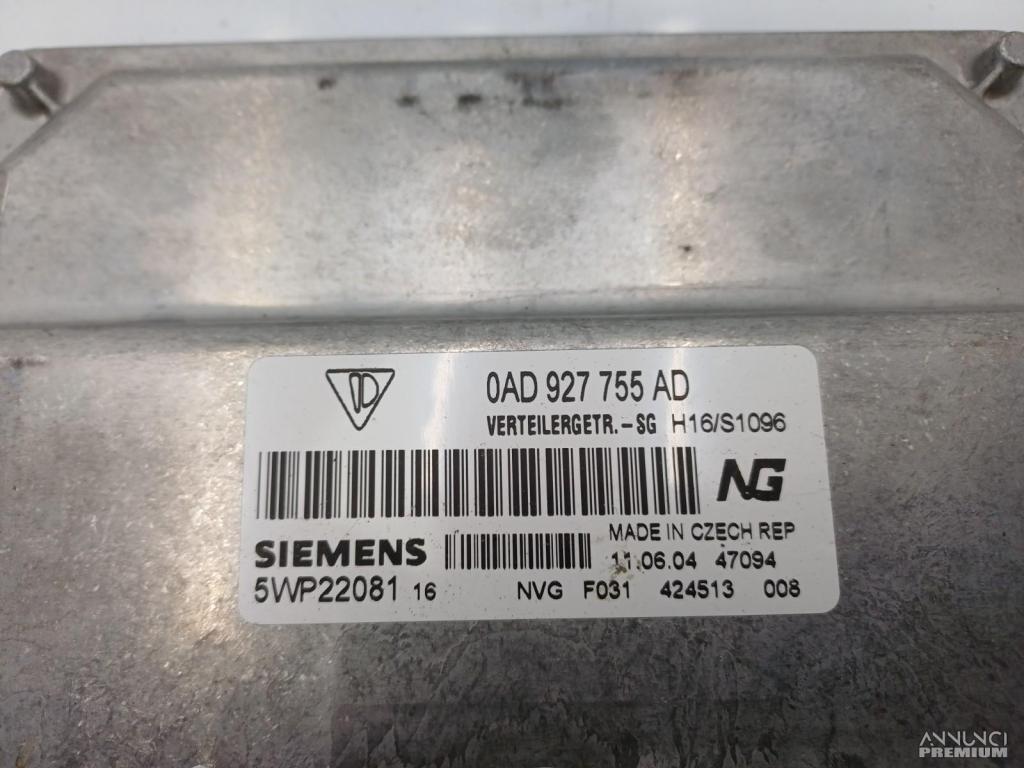 0AD 927 755 AD
VERTEILERGETR.-SG H16/S1096
NG
MADE IN CZECH REP
SIEMENS 11.06.04 47094
5WP22081 16 NVG F031 424513 008
ANNUNCI
PREMIUM